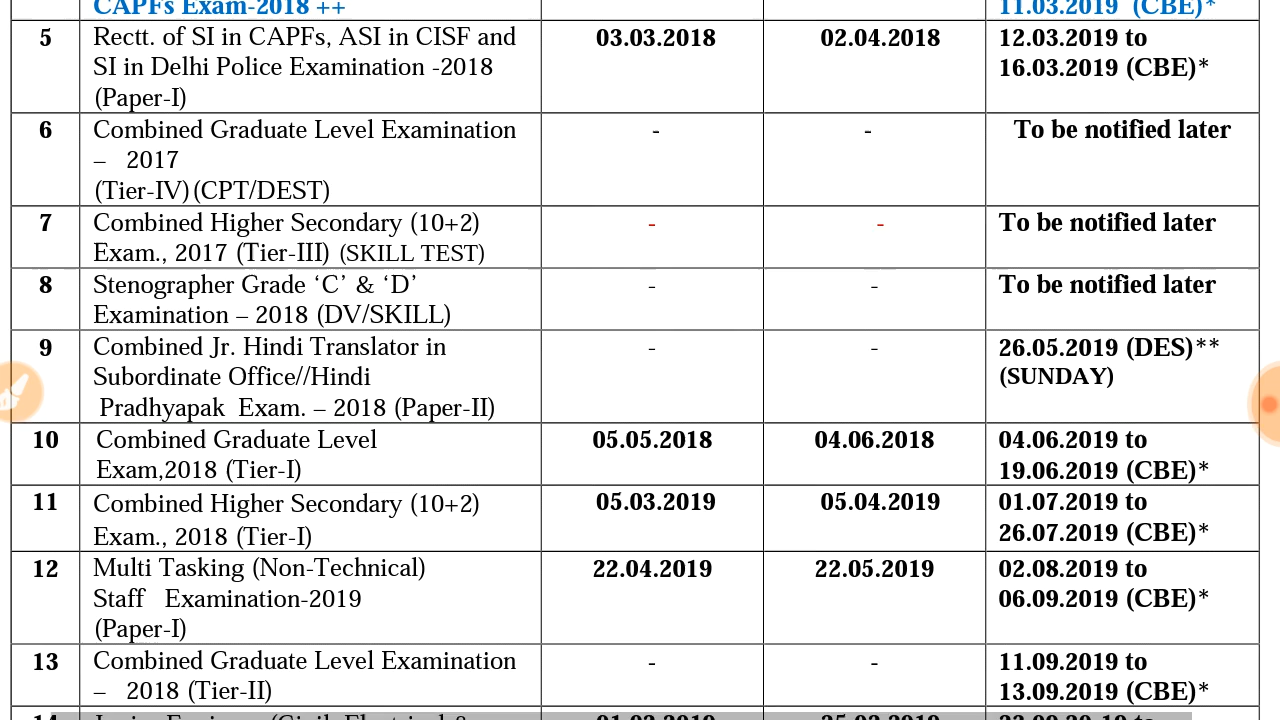 CAPFs Exam-2018 ++ 11.03.2019 (CBE)*
5 Rectt. of SI in CAPFs, ASI in CISF and 03.03.2018 02.04.2018 12.03.2019 to
SI in Delhi Police Examination -2018 16.03.2019 (CBE)*
(Paper-I)
6 Combined Graduate Level Examination - - To be notified later
– 2017
(Tier-IV) (CPT/DEST)
7 Combined Higher Secondary (10+2) - - To be notified later
Exam., 2017 (Tier-III) (SKILL TEST)
8 Stenographer Grade ‘C’ & ‘D’ - - To be notified later
Examination – 2018 (DV/SKILL)
9 Combined Jr. Hindi Translator in - - 26.05.2019 (DES)**
Subordinate Office//Hindi (SUNDAY)
Pradhyapak Exam. – 2018 (Paper-II)
10 Combined Graduate Level 05.05.2018 04.06.2018 04.06.2019 to
Exam,2018 (Tier-I) 19.06.2019 (CBE)*
11 Combined Higher Secondary (10+2) 05.03.2019 05.04.2019 01.07.2019 to
Exam., 2018 (Tier-I) 26.07.2019 (CBE)*
12 Multi Tasking (Non-Technical) 22.04.2019 22.05.2019 02.08.2019 to
Staff Examination-2019 06.09.2019 (CBE)*
(Paper-I)
13 Combined Graduate Level Examination - - 11.09.2019 to
– 2018 (Tier-II) 13.09.2019 (CBE)*